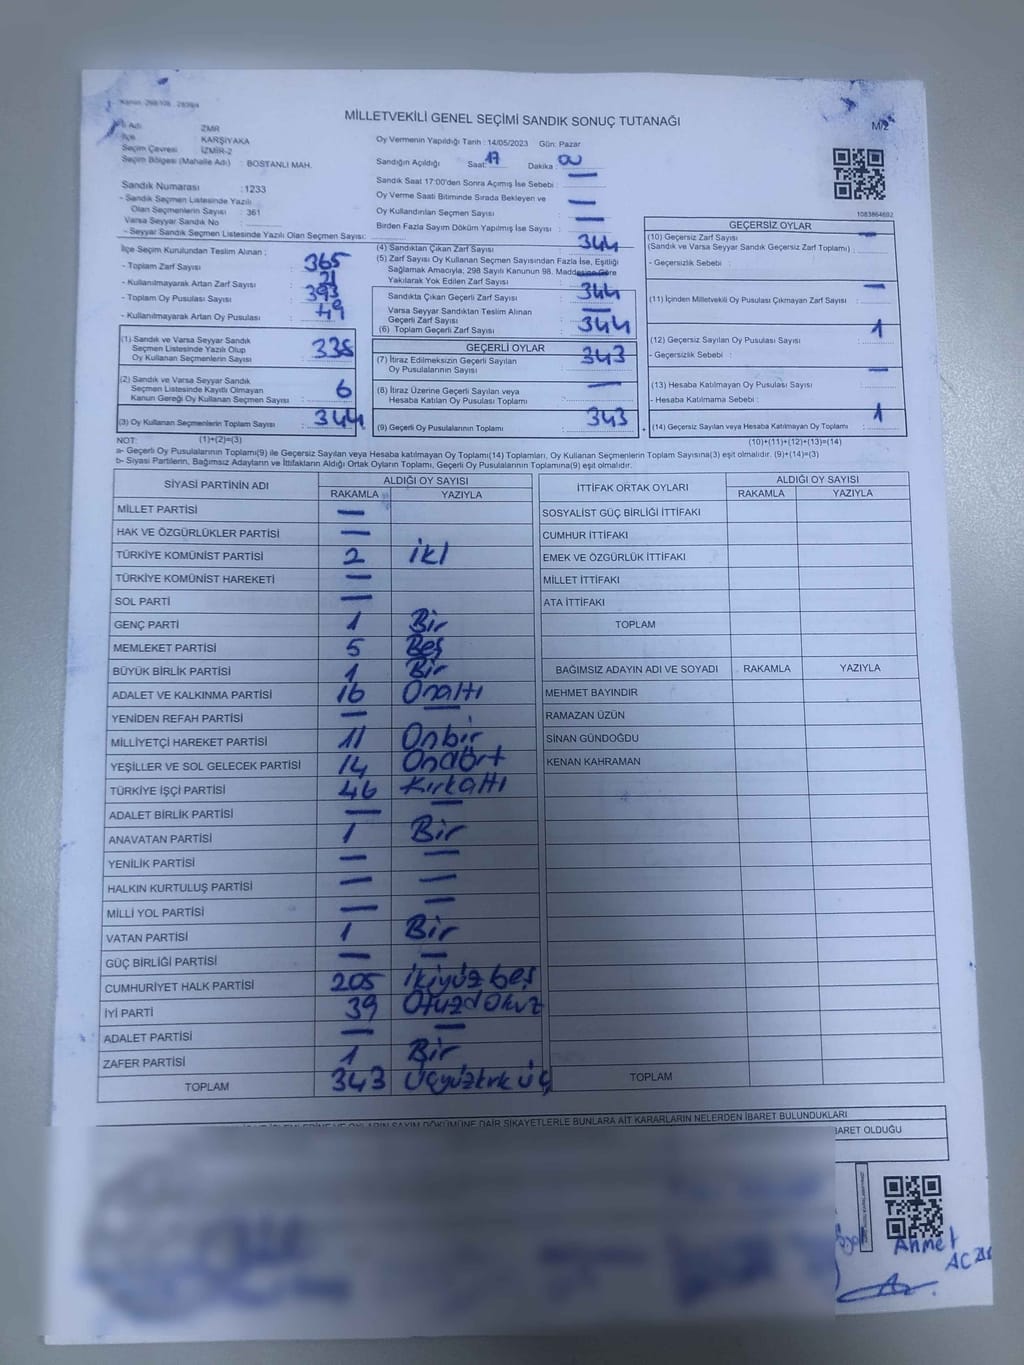 MİLLETVEKİLİ GENEL SEÇİMİ SANDIK SONUÇ TUTANAĞI
M/2
İZMİR
İlçe : KARŞIYAKA
Seçim Çevresi : İZMİR-2
Seçim Bölgesi (Mahalle Adı) : BOSTANLI MAH.
Sandık Numarası : 1233
- Sandık Seçmen Listesinde Yazılı
Olan Seçmenlerin Sayısı : 361
Varsa Seyyar Sandık No
- Seyyar Sandık Seçmen Listesinde Yazılı Olan Seçmen Sayısı:
İlçe Seçim Kurulundan Teslim Alınan ;
- Toplam Zarf Sayısı : 365
- Kullanılmayarak Artan Zarf Sayısı : 21
- Toplam Oy Pusulası Sayısı : 393
- Kullanılmayarak Artan Oy Pusulası : 49
(1) Sandık ve Varsa Seyyar Sandık
Seçmen Listesinde Yazılı Olup
Oy Kullanan Seçmenlerin Sayısı : 338
(2) Sandık ve Varsa Seyyar Sandık
Seçmen Listesinde Kayıtlı Olmayan
Kanun Gereği Oy Kullanan Seçmen Sayısı : 6
(3) Oy Kullanan Seçmenlerin Toplam Sayısı : 344
Oy Vermenin Yapıldığı Tarih : 14/05/2023 Gün: Pazar
Sandığın Açıldığı Saat: 17 Dakika : 00
Sandık Saat 17:00'den Sonra Açımış İse Sebebi : —
Oy Verme Saati Bitiminde Sırada Bekleyen ve
Oy Kullandırılan Seçmen Sayısı : —
Birden Fazla Sayım Döküm Yapılmış İse Sayısı : —
(4) Sandıktan Çıkan Zarf Sayısı : 344
(5) Zarf Sayısı Oy Kullanan Seçmen Sayısından Fazla İse, Eşitliği
Sağlamak Amacıyla, 298 Sayılı Kanunun 98. Maddesine Göre
Yakılarak Yok Edilen Zarf Sayısı : —
Sandıkta Çıkan Geçerli Zarf Sayısı : 344
Varsa Seyyar Sandıktan Teslim Alınan
Geçerli Zarf Sayısı : —
(6) Toplam Geçerli Zarf Sayısı : 344
GEÇERLİ OYLAR
(7) İtiraz Edilmeksizin Geçerli Sayılan
Oy Pusulalarının Sayısı : 343
(8) İtiraz Üzerine Geçerli Sayılan veya
Hesaba Katılan Oy Pusulası Toplamı : —
(9) Geçerli Oy Pusulalarının Toplamı : 343
1083864602
GEÇERSİZ OYLAR
(10) Geçersiz Zarf Sayısı : —
(Sandık ve Varsa Seyyar Sandık Geçersiz Zarf Toplamı)
- Geçersizlik Sebebi :
(11) İçinden Milletvekili Oy Pusulası Çıkmayan Zarf Sayısı : —
(12) Geçersiz Sayılan Oy Pusulası Sayısı : 1
- Geçersizlik Sebebi :
(13) Hesaba Katılmayan Oy Pusulası Sayısı : —
- Hesaba Katılmama Sebebi :
(14) Geçersiz Sayılan veya Hesaba Katılmayan Oy Toplamı : 1
NOT: (1)+(2)=(3) (10)+(11)+(12)+(13)=(14)
a- Geçerli Oy Pusulalarının Toplamı(9) ile Geçersiz Sayılan veya Hesaba katılmayan Oy Toplamı(14) Toplamları, Oy Kullanan Seçmenlerin Toplam Sayısına(3) eşit olmalıdır. (9)+(14)=(3)
b- Siyasi Partilerin, Bağımsız Adayların ve İttifakların Aldığı Ortak Oyların Toplamı, Geçerli Oy Pusulalarının Toplamına(9) eşit olmalıdır.
SİYASİ PARTİNİN ADI ALDIĞI OY SAYISI
RAKAMLA YAZIYLA
MİLLET PARTİSİ —
HAK VE ÖZGÜRLÜKLER PARTİSİ —
TÜRKİYE KOMÜNİST PARTİSİ 2 iki
TÜRKİYE KOMÜNİST HAREKETİ —
SOL PARTİ —
GENÇ PARTİ 1 Bir
MEMLEKET PARTİSİ 5 Beş
BÜYÜK BİRLİK PARTİSİ 1 Bir
ADALET VE KALKINMA PARTİSİ 16 Onaltı
YENİDEN REFAH PARTİSİ — —
MİLLİYETÇİ HAREKET PARTİSİ 11 Onbir
YEŞİLLER VE SOL GELECEK PARTİSİ 14 Ondört
TÜRKİYE İŞÇİ PARTİSİ 46 Kırkaltı
ADALET BİRLİK PARTİSİ — —
ANAVATAN PARTİSİ 1 Bir
YENİLİK PARTİSİ — —
HALKIN KURTULUŞ PARTİSİ — —
MİLLİ YOL PARTİSİ — —
VATAN PARTİSİ 1 Bir
GÜÇ BİRLİĞİ PARTİSİ — —
CUMHURİYET HALK PARTİSİ 205 ikiyüz beş
İYİ PARTİ 39 Otuzdokuz
ADALET PARTİSİ — —
ZAFER PARTİSİ 1 Bir
TOPLAM 343 Üçyüzkırk üç
İTTİFAK ORTAK OYLARI ALDIĞI OY SAYISI
RAKAMLA YAZIYLA
SOSYALİST GÜÇ BİRLİĞİ İTTİFAKI
CUMHUR İTTİFAKI
EMEK VE ÖZGÜRLÜK İTTİFAKI
MİLLET İTTİFAKI
ATA İTTİFAKI
TOPLAM
BAĞIMSIZ ADAYIN ADI VE SOYADI RAKAMLA YAZIYLA
MEHMET BAYINDIR
RAMAZAN ÜZÜN
SİNAN GÜNDOĞDU
KENAN KAHRAMAN
TOPLAM
DÖKÜMÜNE DAİR ŞİKAYETLERLE BUNLARA AİT KARARLARIN NELERDEN İBARET BULUNDUKLARI
İBARET OLDUĞU
Ahmet